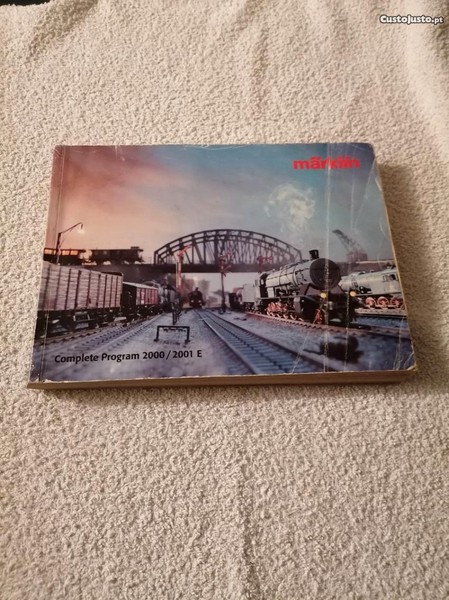 CustoJusto.pt
märklin
Complete Program 2000/2001 E